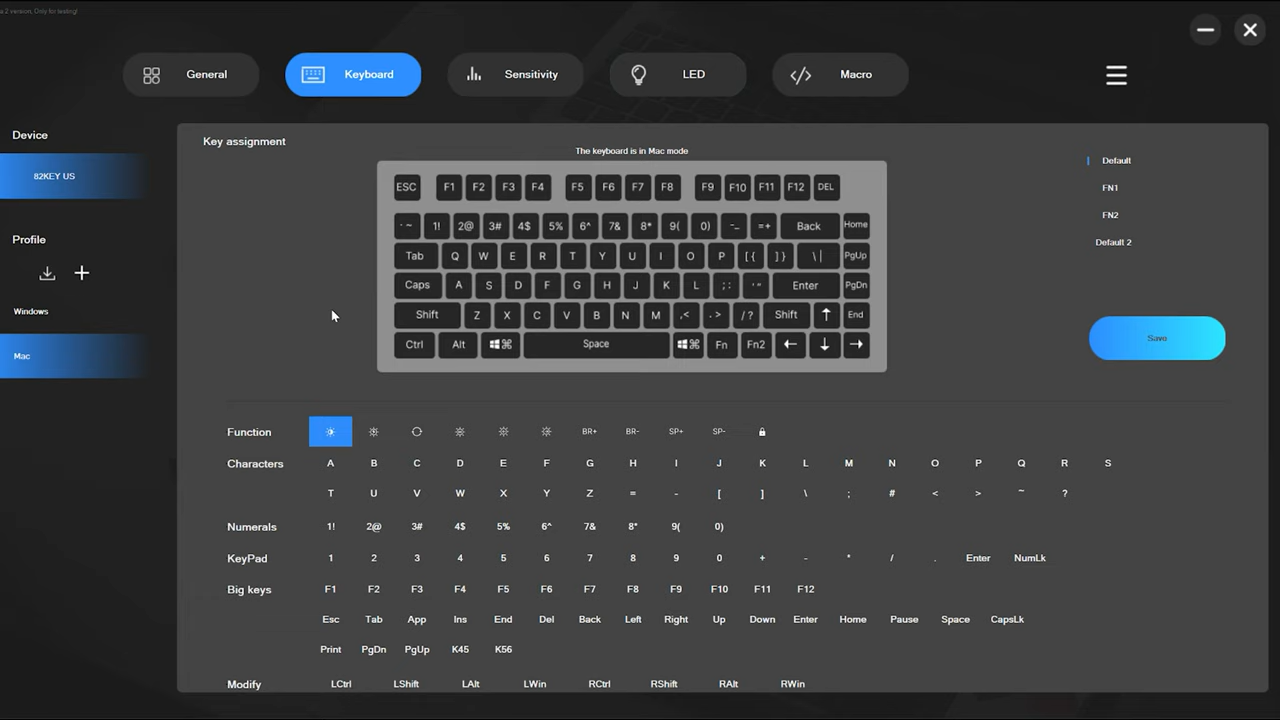 a 2 version, Only for testing!
General Keyboard Sensitivity LED Macro
Device
82KEY US
Profile
Windows
Mac
Key assignment
The keyboard is in Mac mode
ESC F1 F2 F3 F4 F5 F6 F7 F8 F9 F10 F11 F12 DEL
` ~ 1! 2@ 3# 4$ 5% 6^ 7& 8* 9( 0) -_ =+ Back Home
Tab Q W E R T Y U I O P [{ ]} \| PgUp
Caps A S D F G H J K L ;: '" Enter PgDn
Shift Z X C V B N M ,< .> /? Shift ↑ End
Ctrl Alt ⌘ Space ⌘ Fn Fn2 ← ↓ →
Default
FN1
FN2
Default 2
Save
Function BR+ BR- SP+ SP-
Characters A B C D E F G H I J K L M N O P Q R S
T U V W X Y Z = - [ ] \ ; # < > ~ ?
Numerals 1! 2@ 3# 4$ 5% 6^ 7& 8* 9( 0)
KeyPad 1 2 3 4 5 6 7 8 9 0 + - * / . Enter NumLk
Big keys F1 F2 F3 F4 F5 F6 F7 F8 F9 F10 F11 F12
Esc Tab App Ins End Del Back Left Right Up Down Enter Home Pause Space CapsLk
Print PgDn PgUp K45 K56
Modify LCtrl LShift LAlt LWin RCtrl RShift RAlt RWin